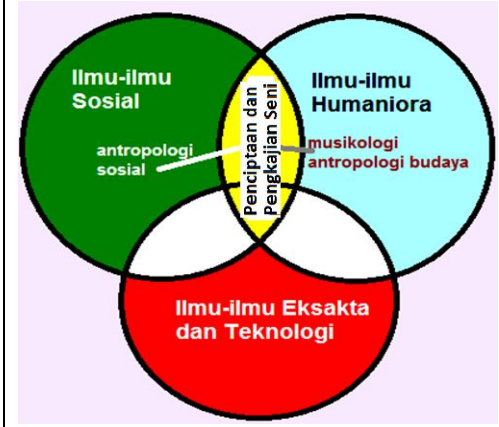 Ilmu-ilmu
Sosial
Ilmu-ilmu
Humaniora
antropologi
sosial
Penciptaan dan
Pengkajian Seni
musikologi
antropologi budaya
Ilmu-ilmu Eksakta
dan Teknologi